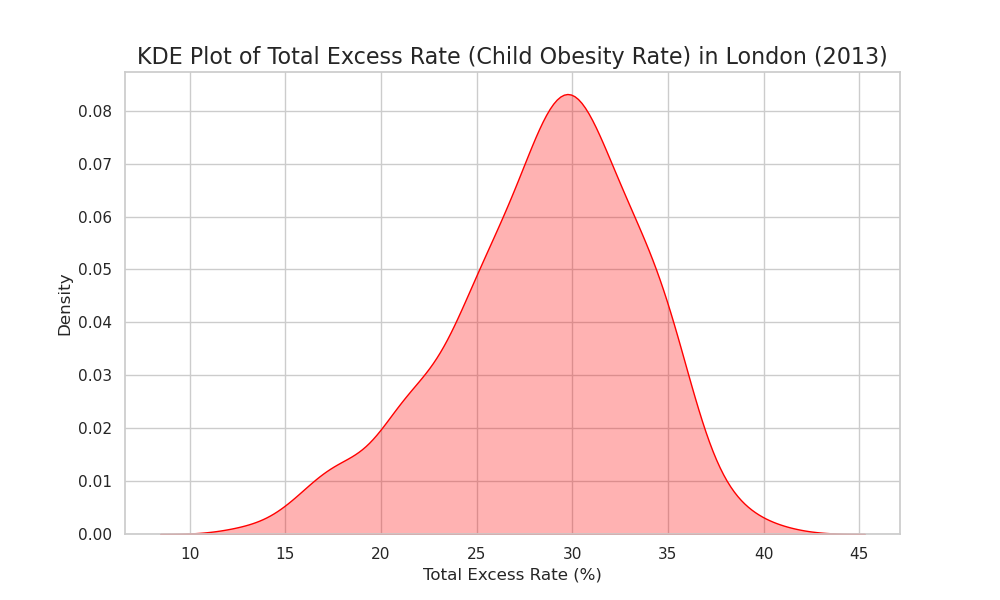 KDE Plot of Total Excess Rate (Child Obesity Rate) in London (2013)
Density
0.08
0.07
0.06
0.05
0.04
0.03
0.02
0.01
0.00
10 15 20 25 30 35 40 45
Total Excess Rate (%)